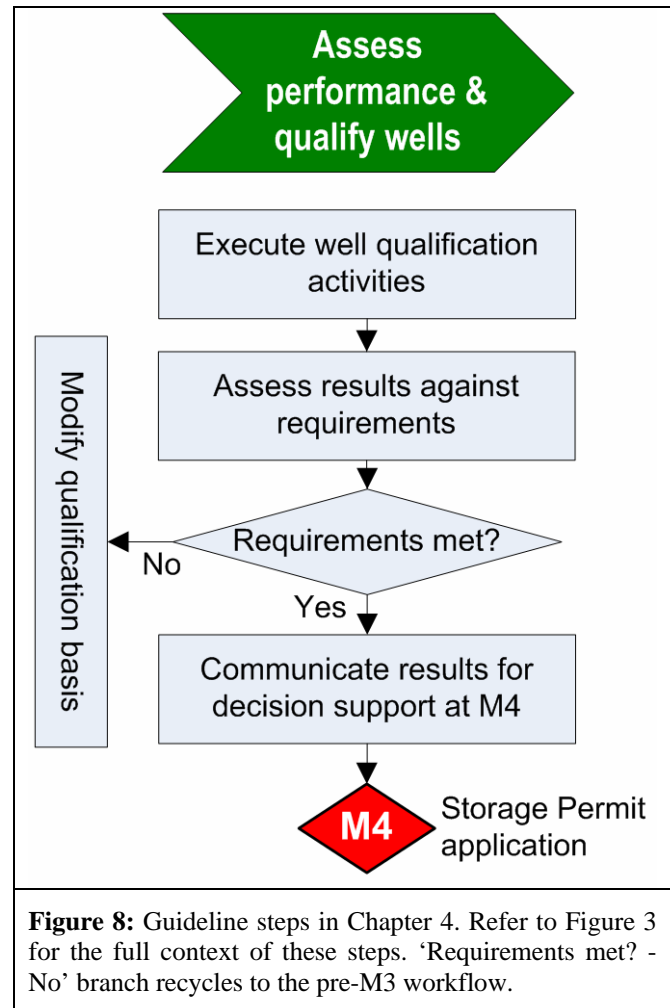 Assess
performance &
qualify wells
Execute well qualification
activities
Assess results against
requirements
Modify qualification basis
Requirements met?
No
Yes
Communicate results for
decision support at M4
M4
Storage Permit
application
Figure 8: Guideline steps in Chapter 4. Refer to Figure 3
for the full context of these steps. ‘Requirements met? -
No’ branch recycles to the pre-M3 workflow.